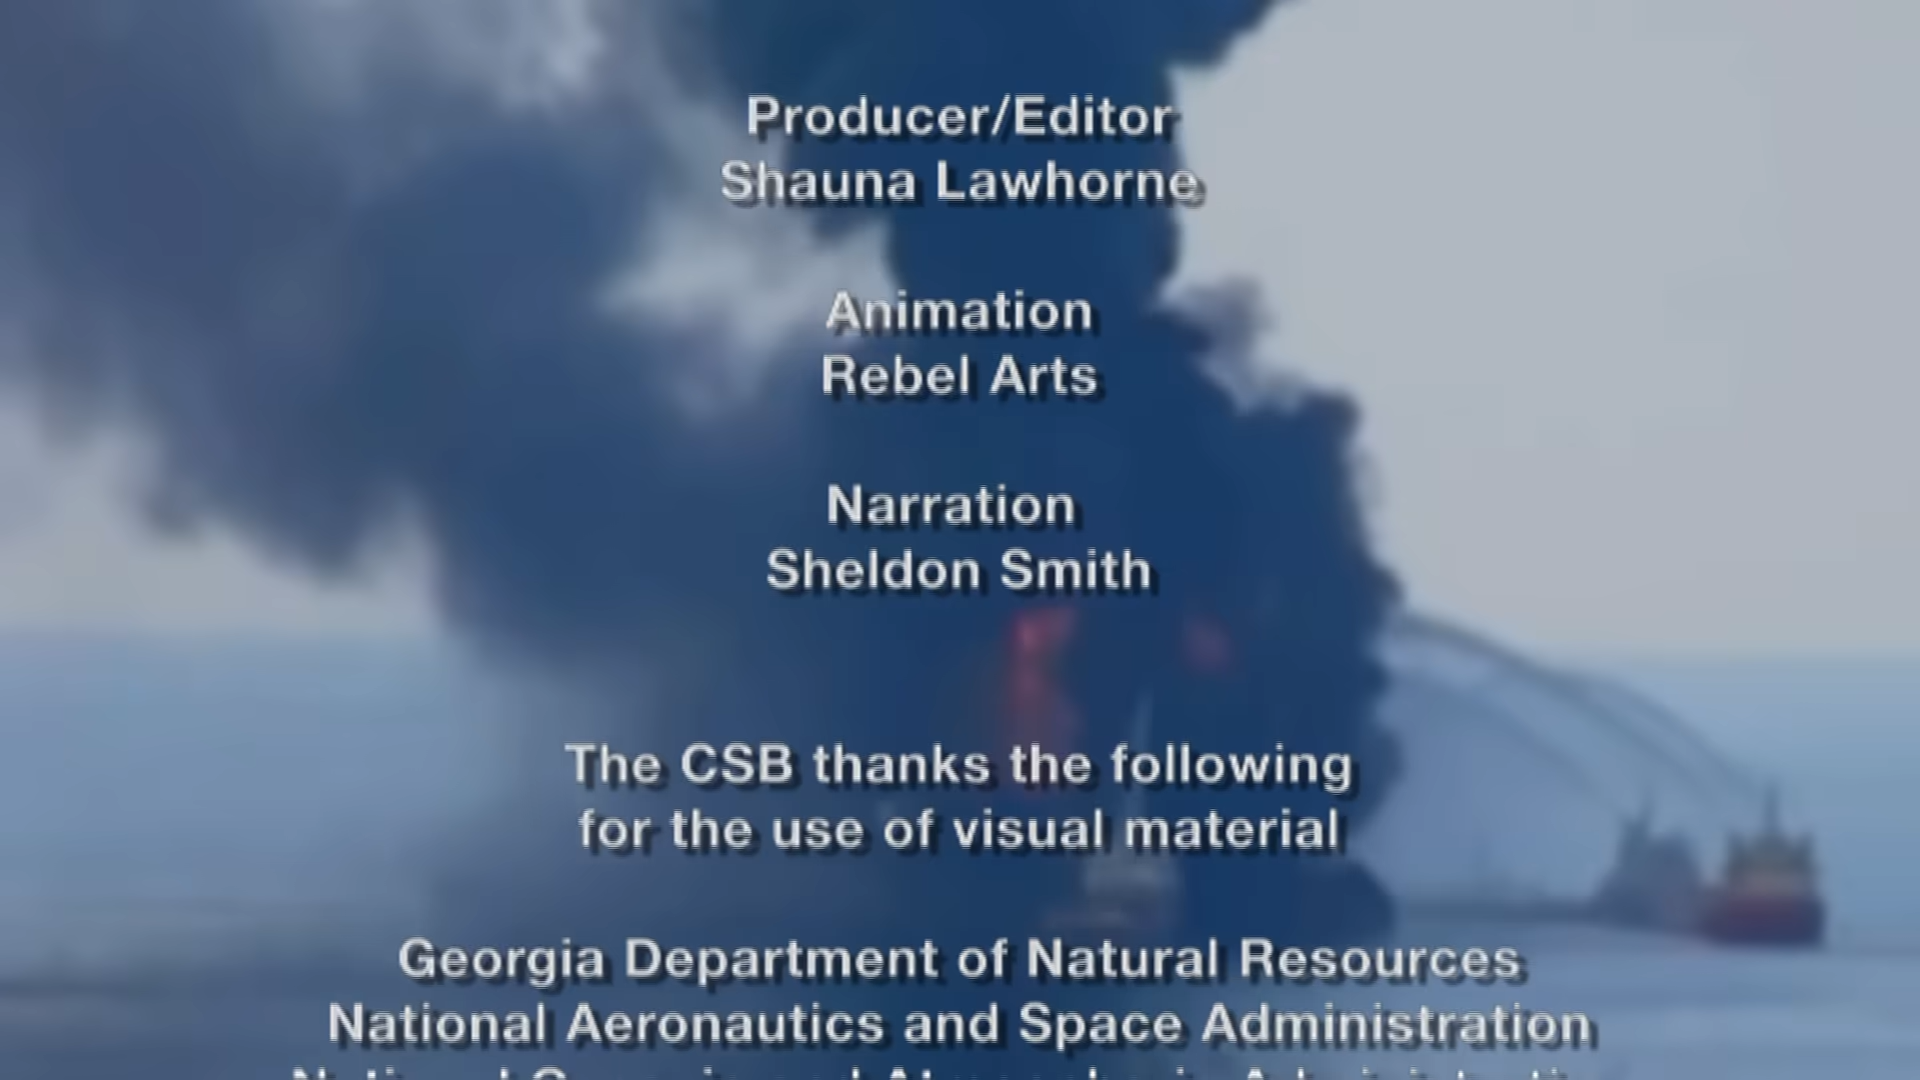 Producer/Editor
Shauna Lawhorne
Animation
Rebel Arts
Narration
Sheldon Smith
The CSB thanks the following
for the use of visual material
Georgia Department of Natural Resources
National Aeronautics and Space Administration